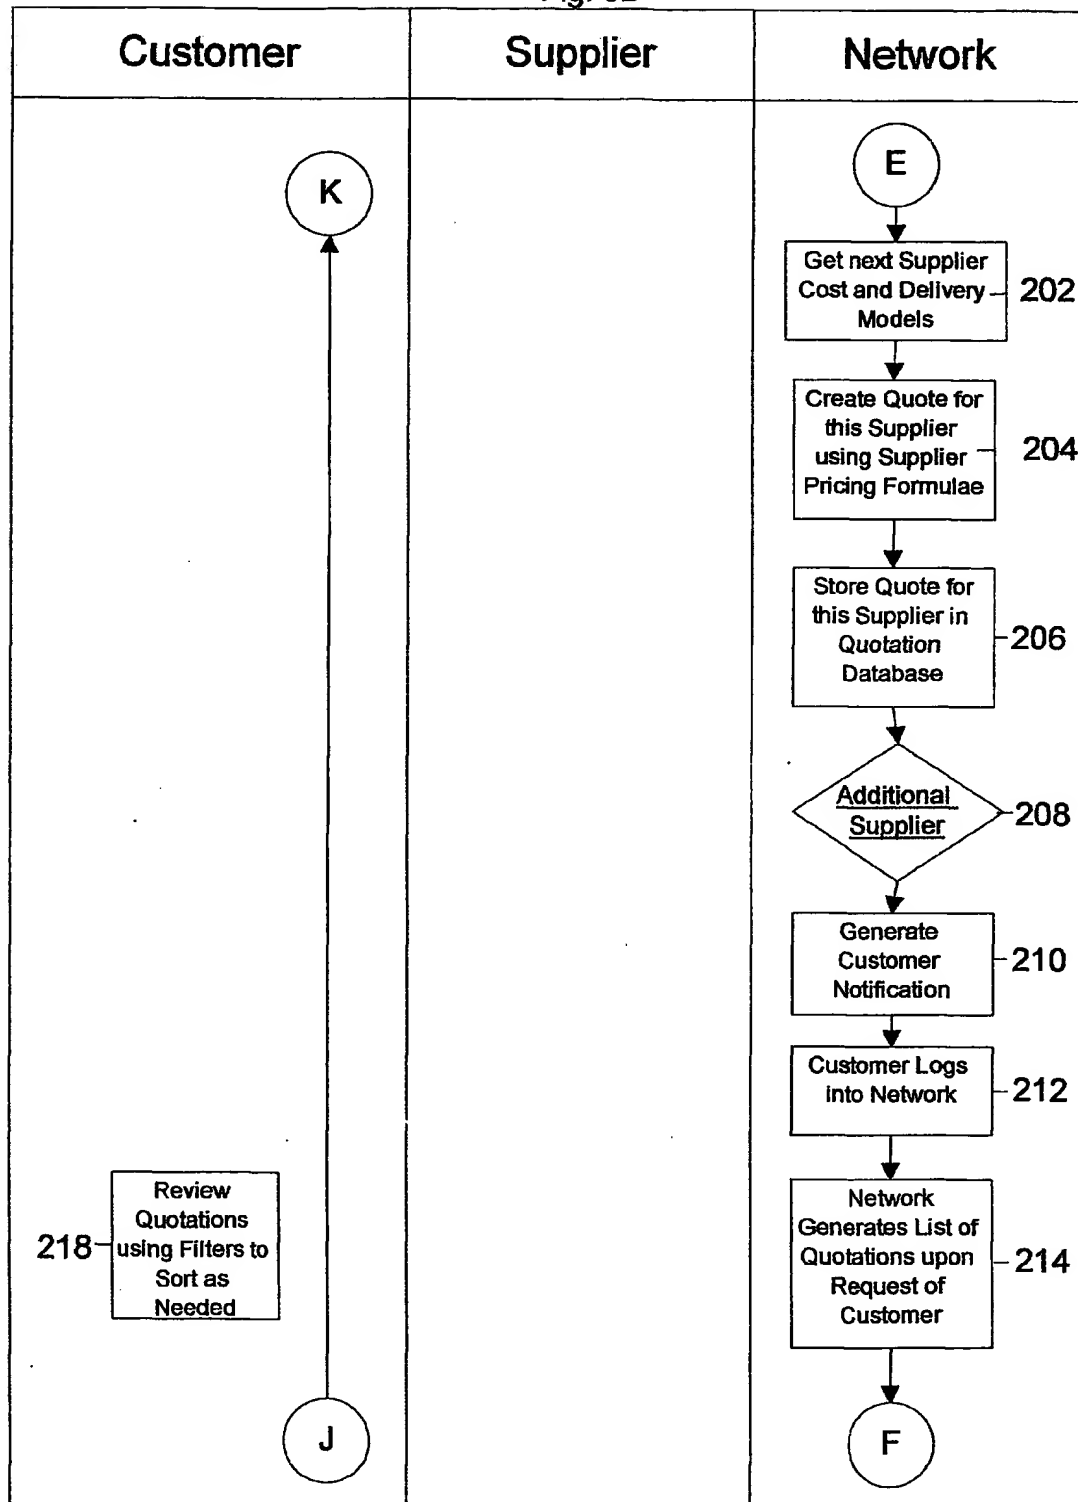 Customer
Supplier
Network
K
E
Get next Supplier
Cost and Delivery
Models
202
Create Quote for
this Supplier
using Supplier
Pricing Formulae
204
Store Quote for
this Supplier in
Quotation
Database
206
Additional
Supplier
208
Generate
Customer
Notification
210
Customer Logs
into Network
212
Review
Quotations
using Filters to
Sort as
Needed
218
Network
Generates List of
Quotations upon
Request of
Customer
214
J
F